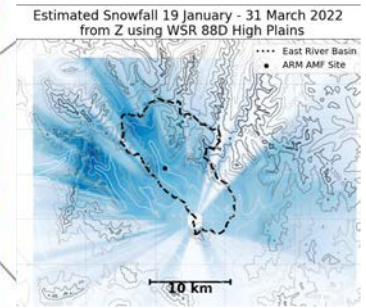 Estimated Snowfall 19 January - 31 March 2022
from Z using WSR 88D High Plains
East River Basin
ARM AMF Site
10 km